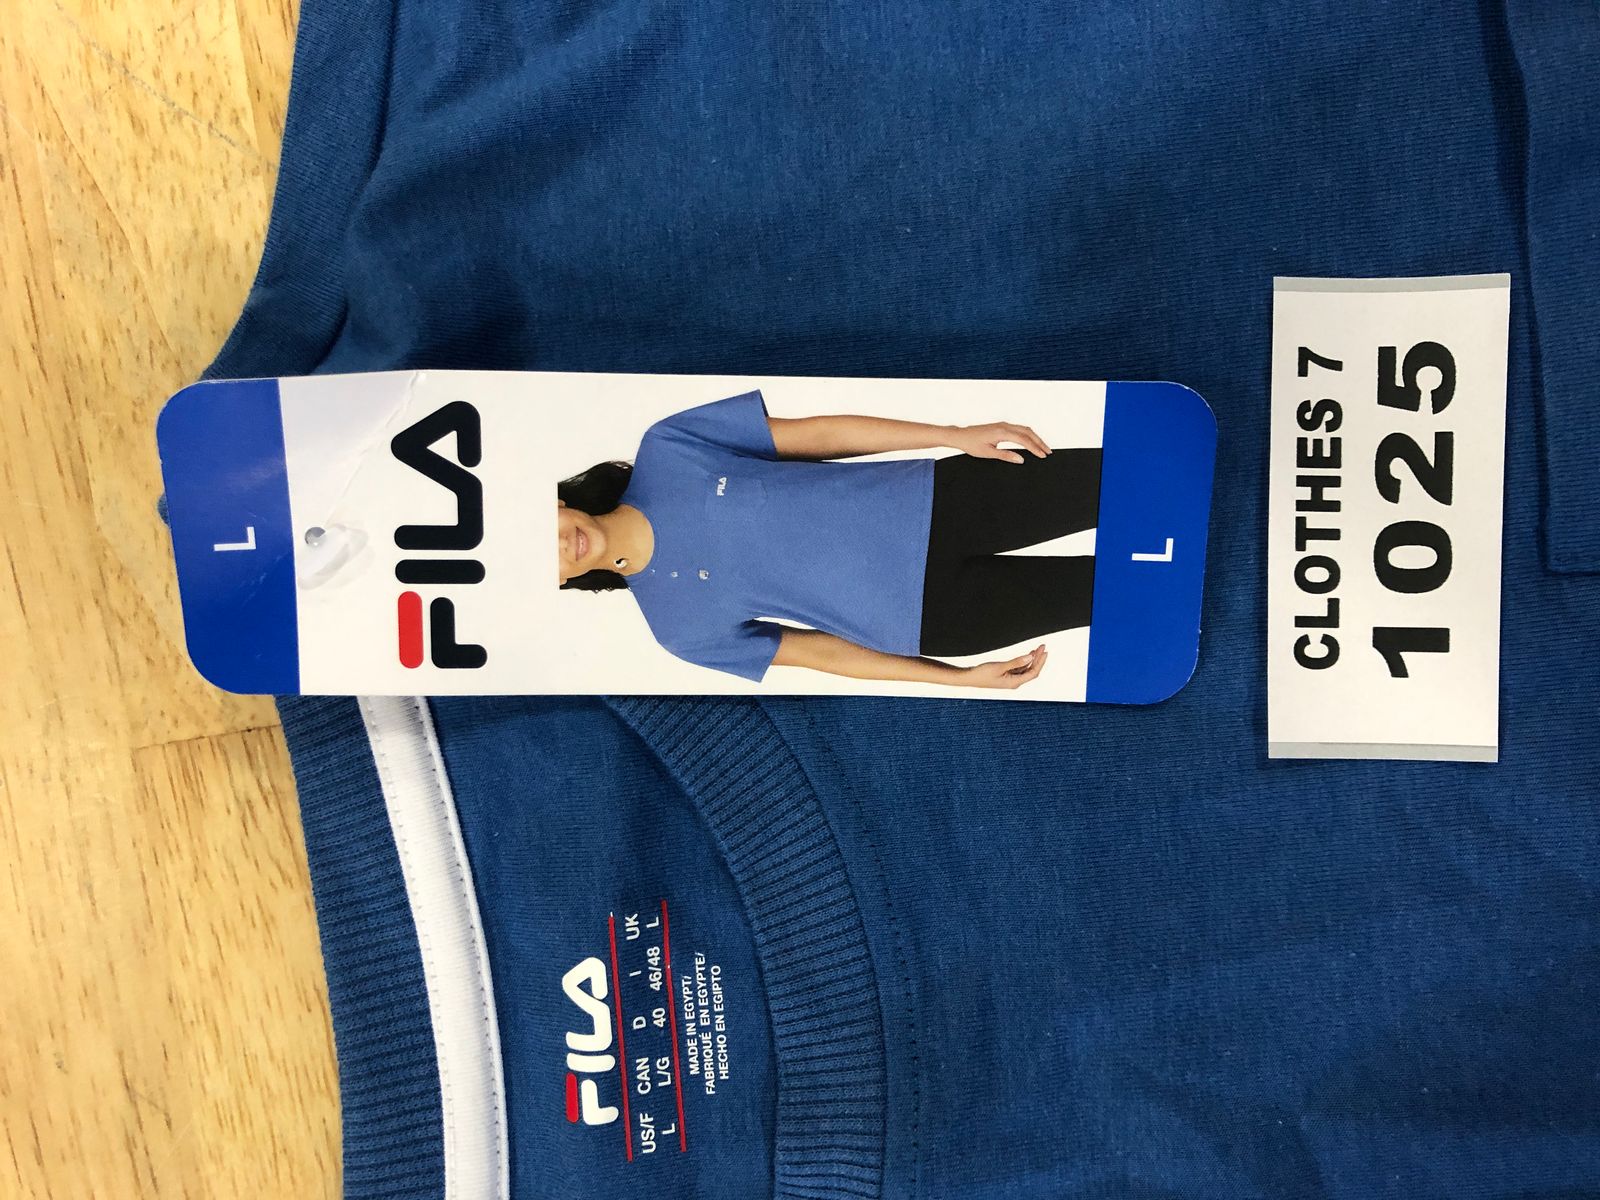 L
FILA
FILA
L
CLOTHES 7
1025
FILA
US/F CAN D I UK
L L/G 40 46/48 L
MADE IN EGYPT/
FABRIQUÉ EN EGYPTE/
HECHO EN EGIPTO